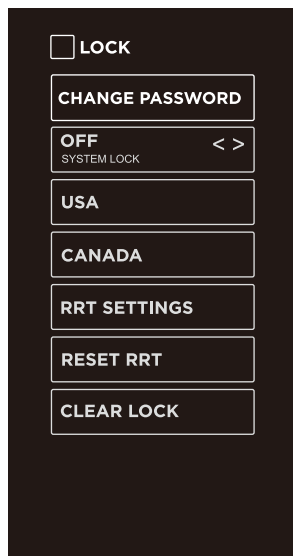 LOCK
CHANGE PASSWORD
OFF < >
SYSTEM LOCK
USA
CANADA
RRT SETTINGS
RESET RRT
CLEAR LOCK